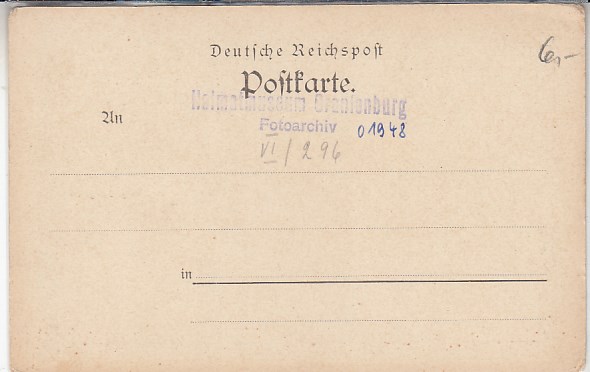 6,-
Deutſche Reichspoſt
Poſtkarte.
Heimatmuseum Oranienburg
An
Fotoarchiv 01948
VI/296
in